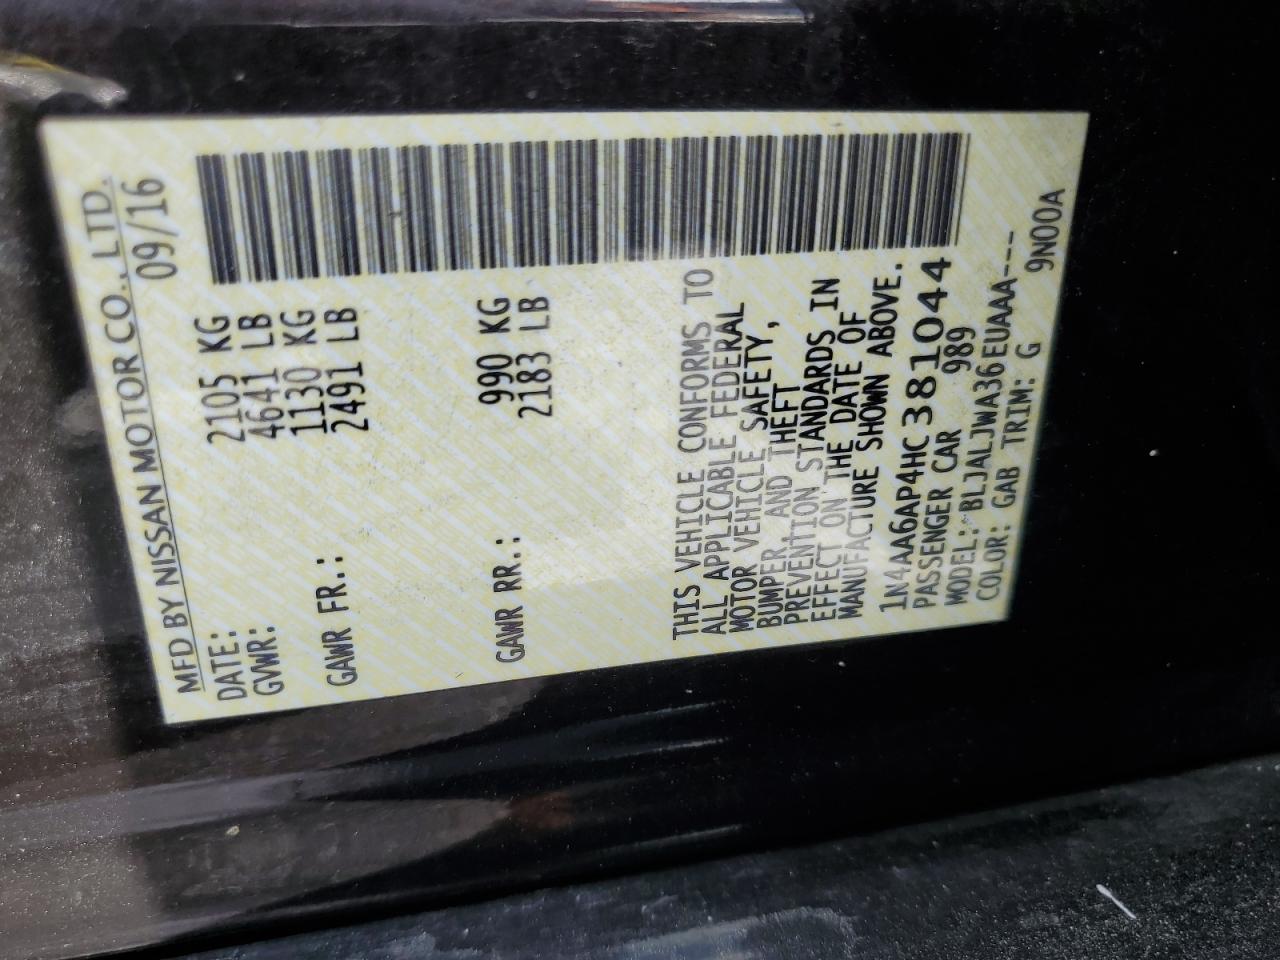 MFD BY NISSAN MOTOR CO., LTD.
DATE: 09/16
GVWR: 2105 KG
4641 LB
GAWR FR.: 1130 KG
2491 LB
GAWR RR.: 990 KG
2183 LB
THIS VEHICLE CONFORMS TO
ALL APPLICABLE FEDERAL
MOTOR VEHICLE SAFETY,
BUMPER AND THEFT
PREVENTION STANDARDS IN
EFFECT ON THE DATE OF
MANUFACTURE SHOWN ABOVE.
1N4AA6AP4HC381044
PASSENGER CAR 989
MODEL: BLJALJWA36EUAAA---
COLOR: GAB TRIM: G 9N00A